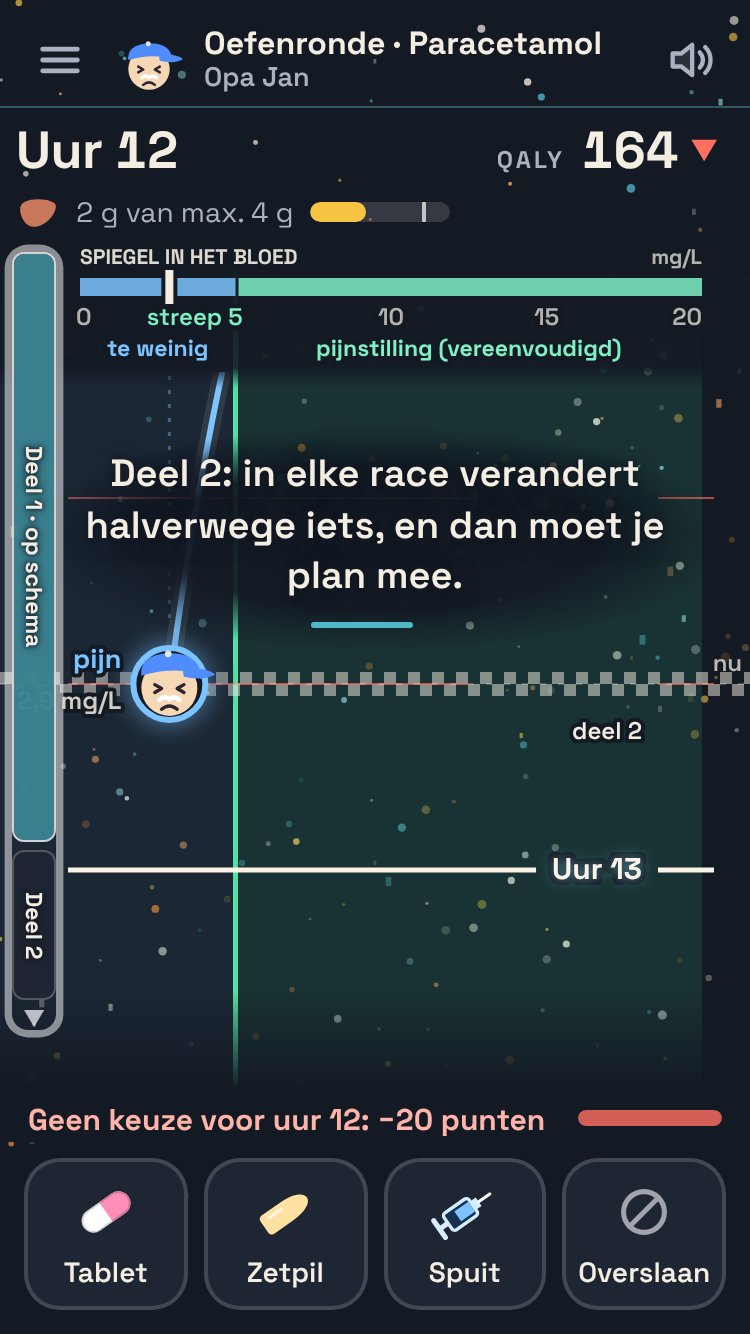 Oefenronde · Paracetamol
Opa Jan
Uur 12
QALY 164
2 g van max. 4 g
SPIEGEL IN HET BLOED mg/L
0 streep 5 10 15 20
te weinig pijnstilling (vereenvoudigd)
Deel 1 · op schema
Deel 2: in elke race verandert
halverwege iets, en dan moet je
plan mee.
pijn
nu
2,9 mg/L
deel 2
Uur 13
Deel 2
Geen keuze voor uur 12: −20 punten
Tablet
Zetpil
Spuit
Overslaan